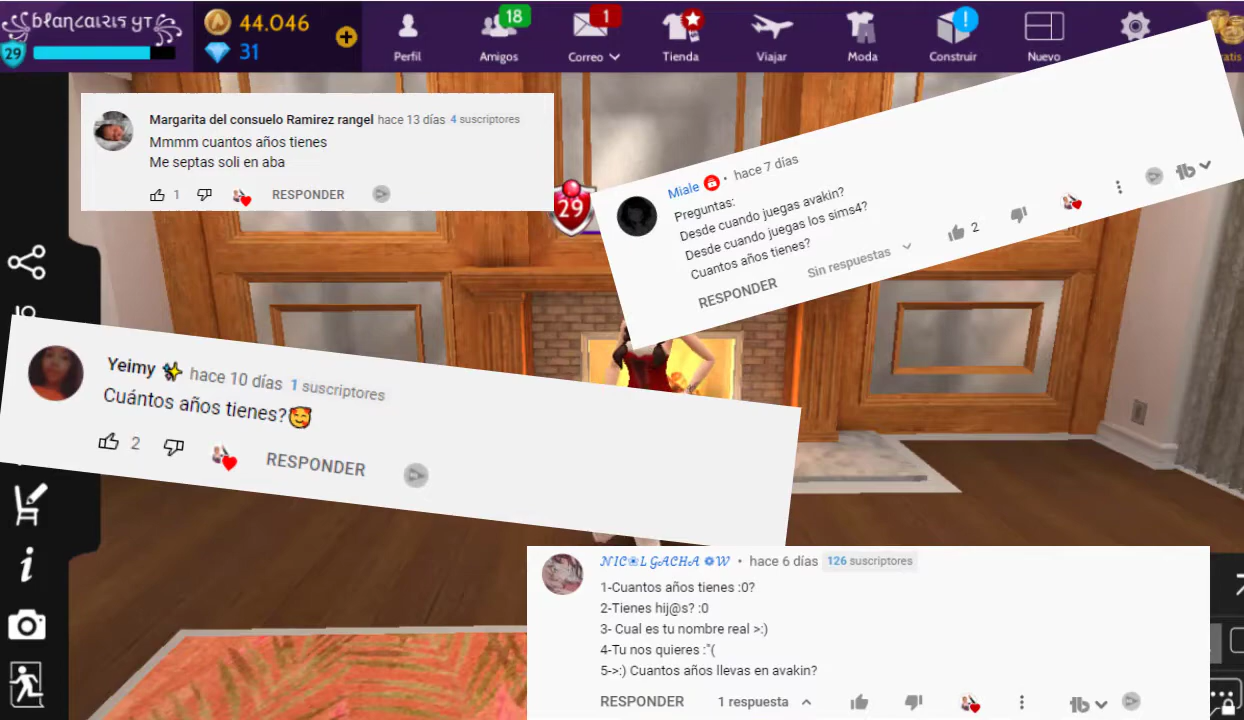 blancairis YT
29
44.046
31
Perfil
Amigos
18
Correo
1
Tienda
Viajar
Moda
Construir
!
Nuevo
atis
Margarita del consuelo Ramirez rangel hace 13 días 4 suscriptores
Mmmm cuantos años tienes
Me septas soli en aba
1 RESPONDER
29
Miale • hace 7 días
Preguntas:
Desde cuando juegas avakin?
Desde cuando juegas los sims4?
Cuantos años tienes?
RESPONDER Sin respuestas 2
Yeimy ✨ hace 10 días 1 suscriptores
Cuántos años tienes?🥰
2 RESPONDER
NIC❁L GACHA ❁W • hace 6 días 126 suscriptores
1-Cuantos años tienes :0?
2-Tienes hij@s? :0
3- Cual es tu nombre real >:)
4-Tu nos quieres :"(
5->:) Cuantos años llevas en avakin?
RESPONDER 1 respuesta